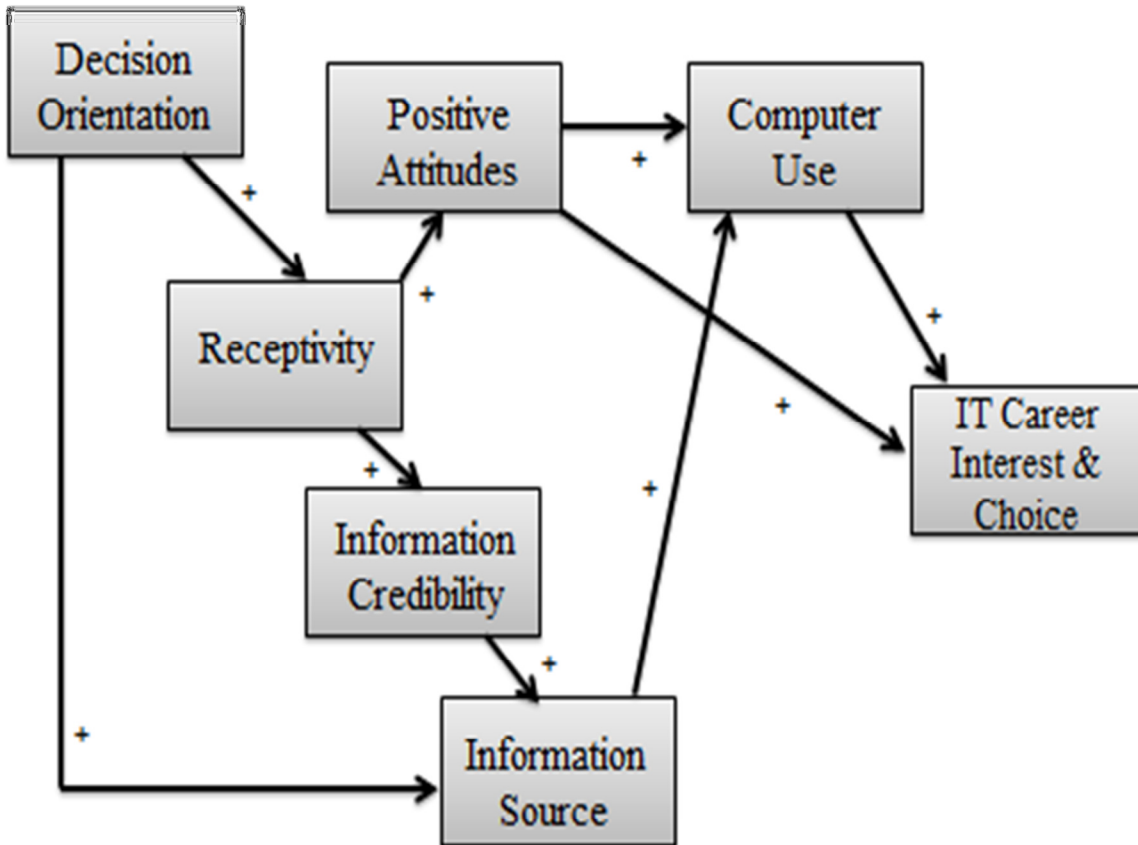 Decision
Orientation
+
Positive
Attitudes
+
Computer
Use
+
Receptivity
+
+
+
IT Career
Interest &
Choice
+
Information
Credibility
+
+
+
Information
Source